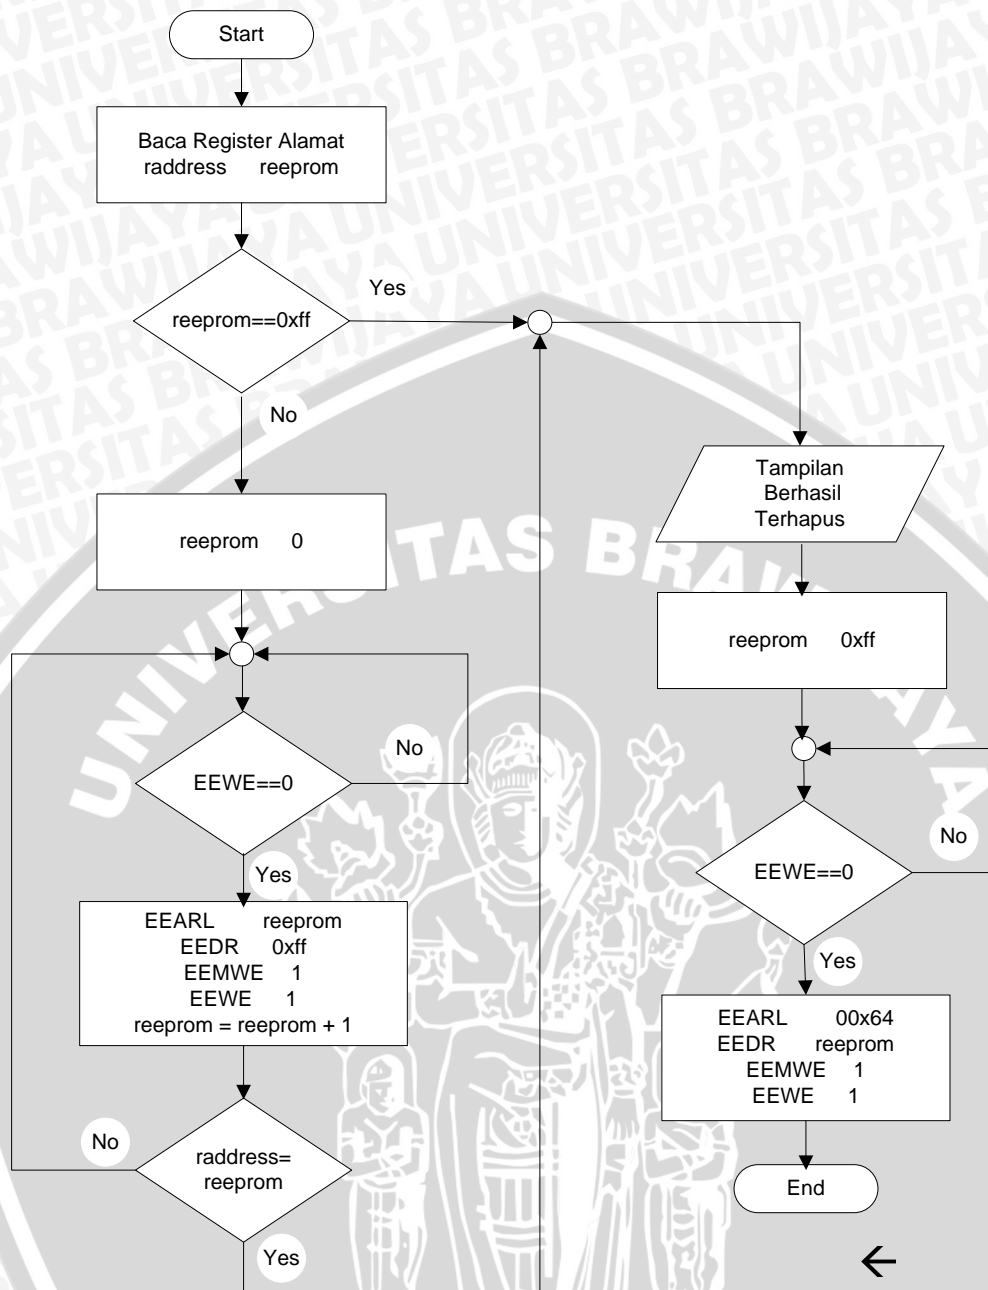 Start
Baca Register Alamat
raddress reeprom
reeprom==0xff
Yes
No
reeprom 0
EEWE==0
No
Yes
EEARL reeprom
EEDR 0xff
EEMWE 1
EEWE 1
reeprom = reeprom + 1
No
raddress=
reeprom
Yes
Tampilan
Berhasil
Terhapus
reeprom 0xff
EEWE==0
No
Yes
EEARL 00x64
EEDR reeprom
EEMWE 1
EEWE 1
End
←
UNIVERSITAS BRAWIJAYA